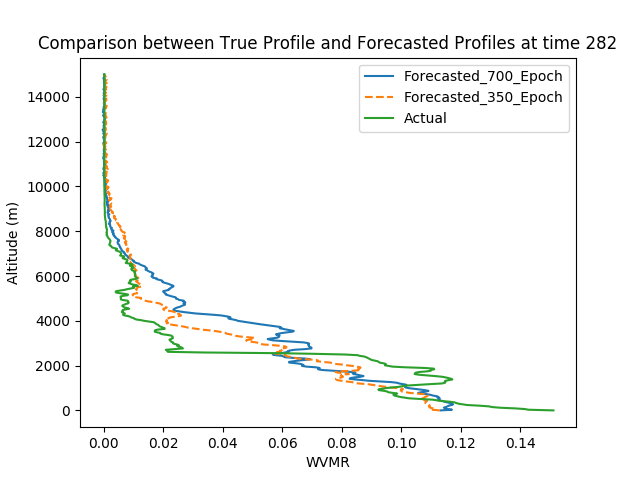 Comparison between True Profile and Forecasted Profiles at time 282
Forecasted_700_Epoch
Forecasted_350_Epoch
Actual
14000
12000
10000
8000
6000
4000
2000
0
Altitude (m)
0.00 0.02 0.04 0.06 0.08 0.10 0.12 0.14
WVMR